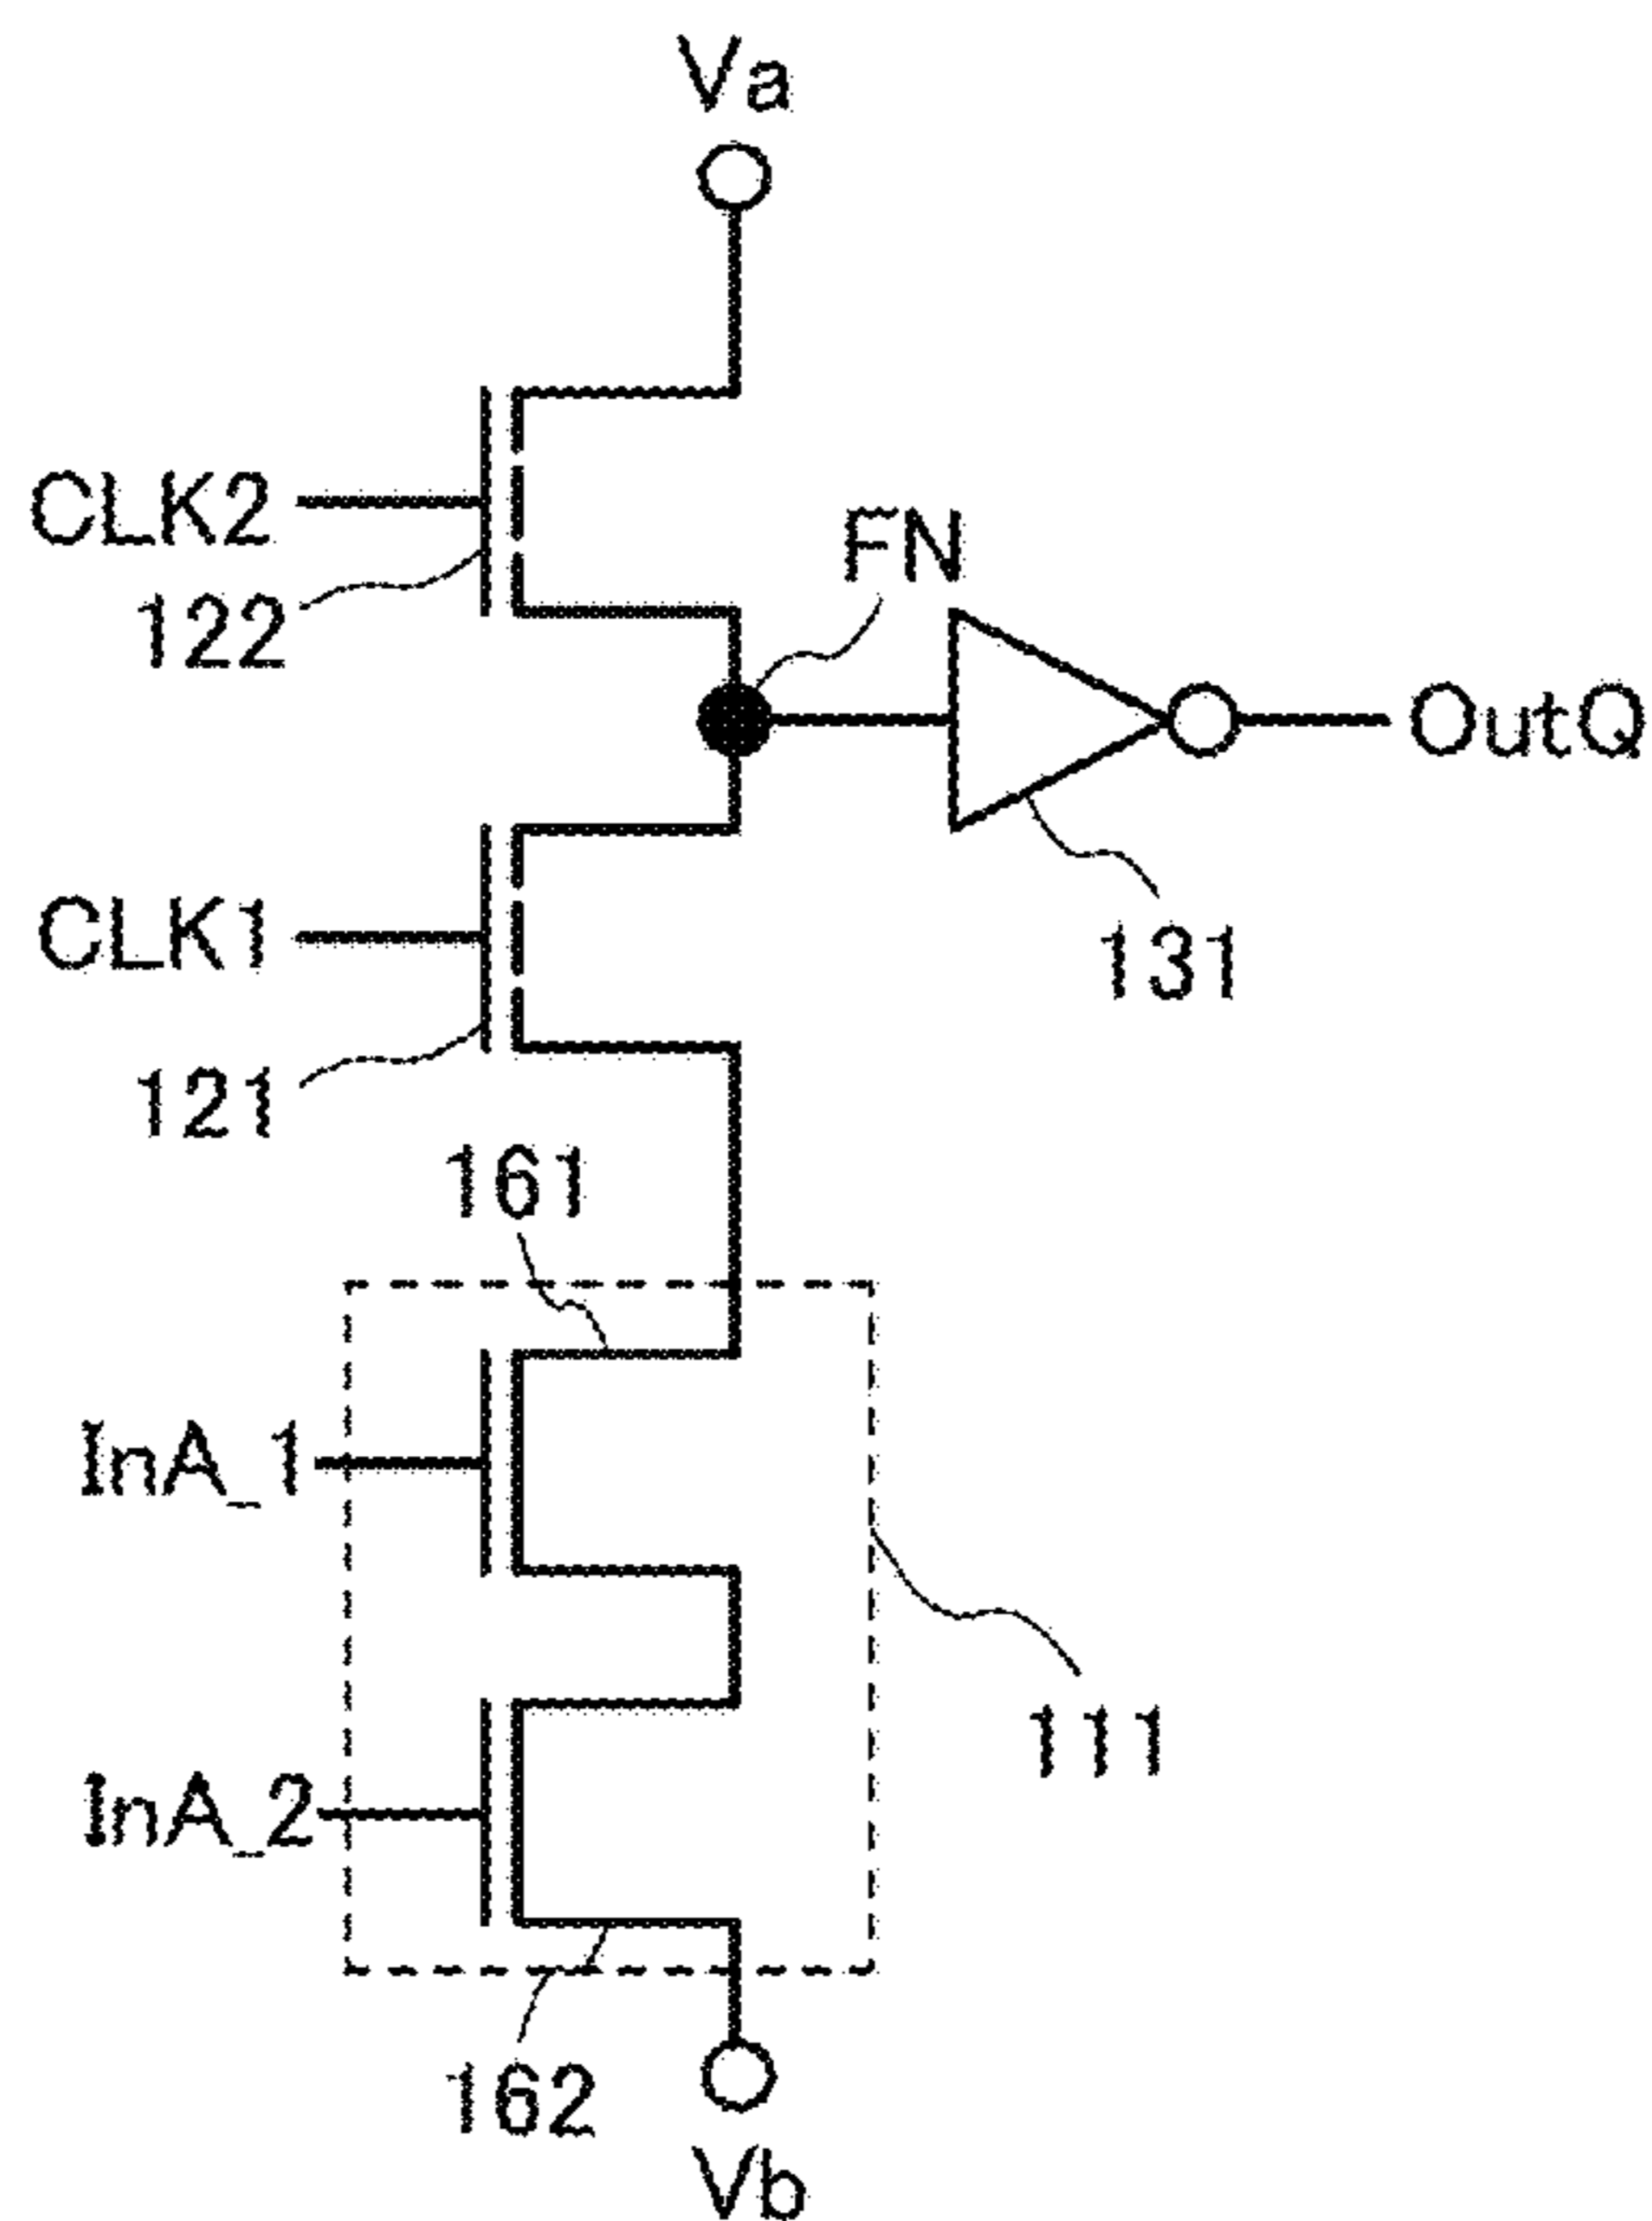 Va
CLK2
122
FN
OutQ
CLK1
131
121
161
InA_1
111
InA_2
162
Vb